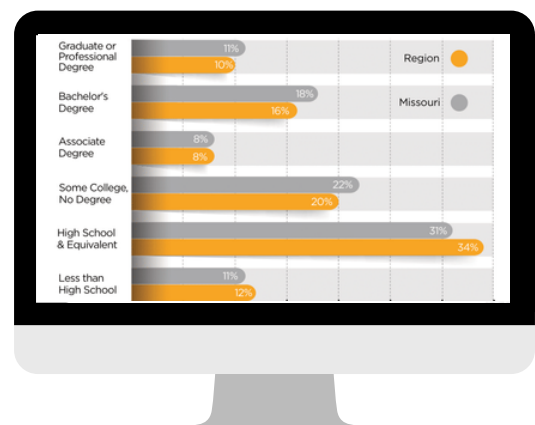 Graduate or
Professional
Degree
11%
10%
Region
Bachelor's
Degree
18%
16%
Missouri
Associate
Degree
8%
8%
Some College,
No Degree
22%
20%
High School
& Equivalent
31%
34%
Less than
High School
11%
12%